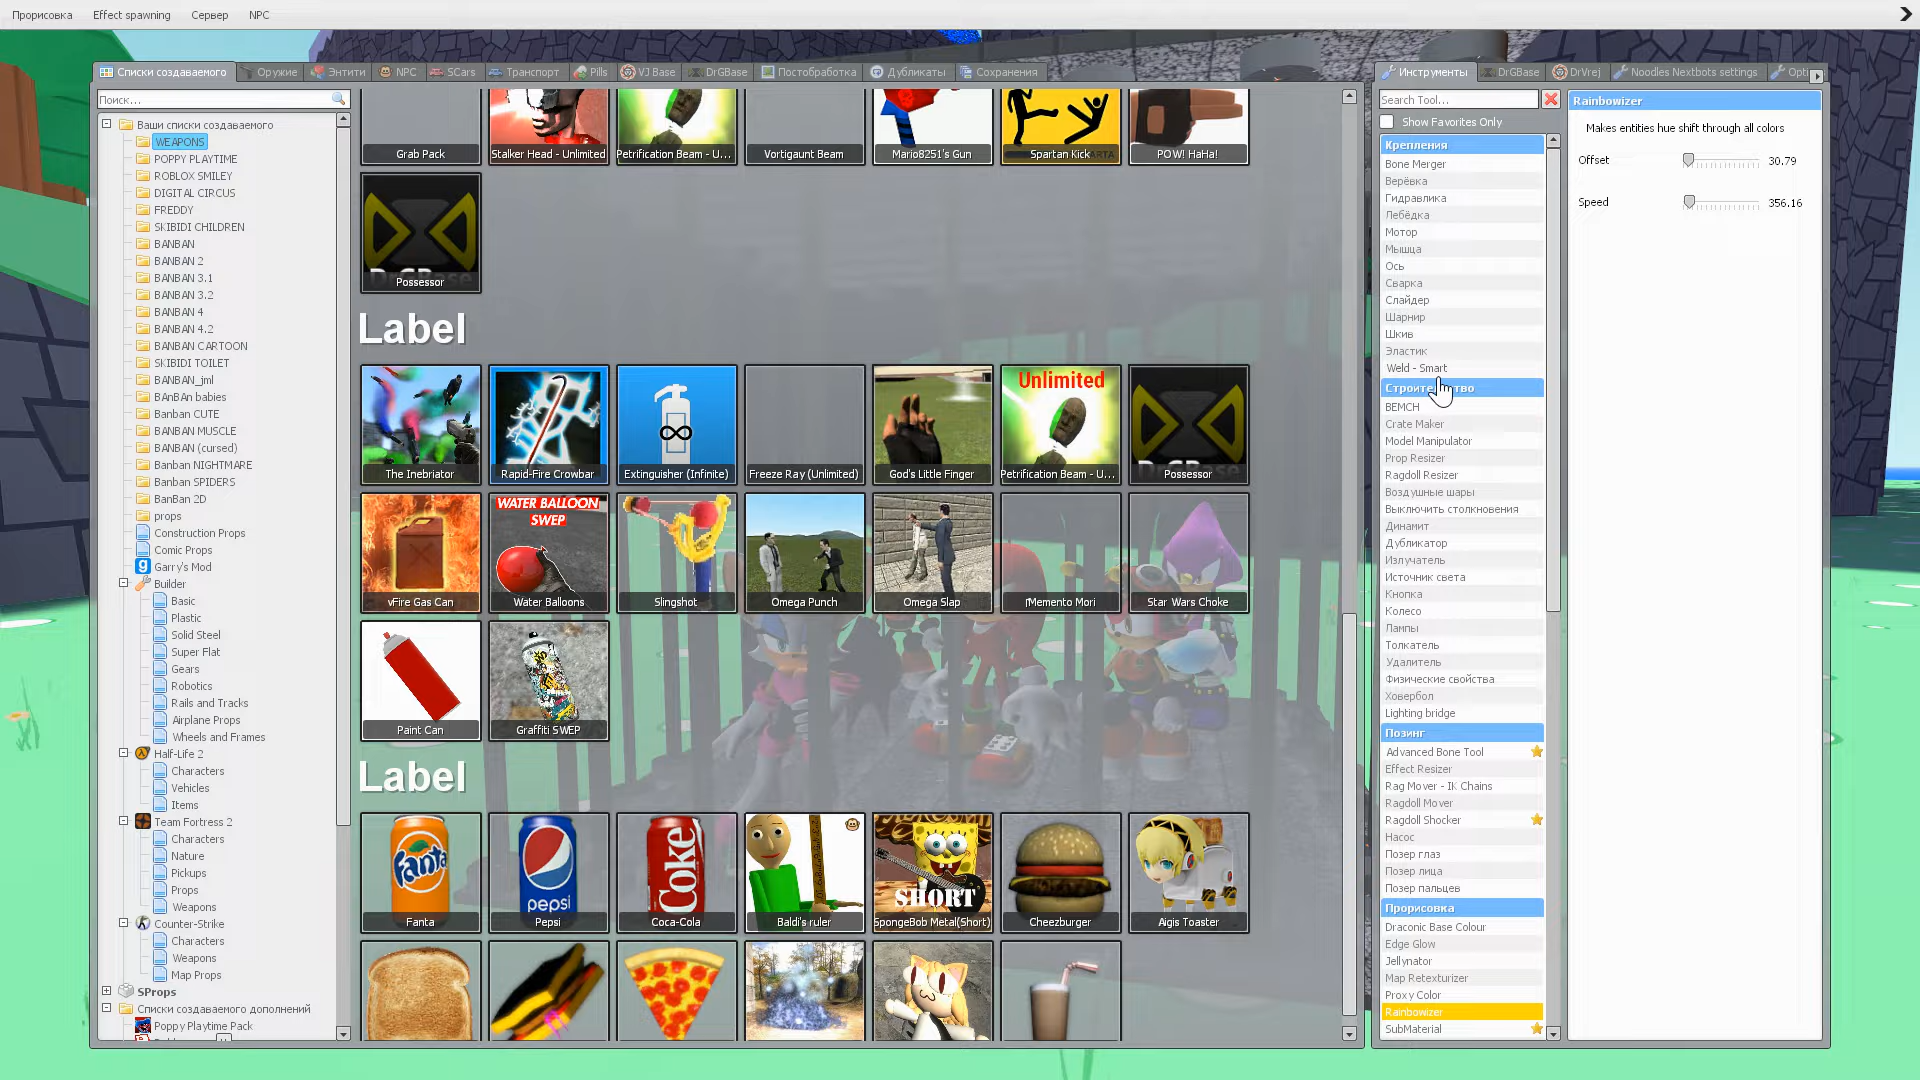 Прорисовка Effect spawning Сервер NPC
Списки создаваемого Оружие Энтити NPC SCars Транспорт Pills VJ Base DrGBase Постобработка Дубликаты Сохранения
Поиск...
Ваши списки создаваемого
WEAPONS
POPPY PLAYTIME
ROBLOX SMILEY
DIGITAL CIRCUS
FREDDY
SKIBIDI CHILDREN
BANBAN
BANBAN 2
BANBAN 3.1
BANBAN 3.2
BANBAN 4
BANBAN 4.2
BANBAN CARTOON
SKIBIDI TOILET
BANBAN_jml
BAnBAn babies
Banban CUTE
BANBAN MUSCLE
BANBAN (cursed)
Banban NIGHTMARE
Banban SPIDERS
BanBan 2D
props
Construction Props
Comic Props
Garry's Mod
Builder
Basic
Plastic
Solid Steel
Super Flat
Gears
Robotics
Rails and Tracks
Airplane Props
Wheels and Frames
Half-Life 2
Characters
Vehicles
Items
Team Fortress 2
Characters
Nature
Pickups
Props
Weapons
Counter-Strike
Characters
Weapons
Map Props
SProps
Списки создаваемого дополнений
Poppy Playtime Pack
Grab Pack Stalker Head - Unlimited Petrification Beam - U... Vortigaunt Beam Mario8251's Gun Spartan Kick POW! HaHa!
DrGBase
Possessor
Label
Unlimited
The Inebriator Rapid-Fire Crowbar Extinguisher (Infinite) Freeze Ray (Unlimited) God's Little Finger Petrification Beam - U... Possessor
WATER BALLOON
SWEP
vFire Gas Can Water Balloons Slingshot Omega Punch Omega Slap Memento Mori Star Wars Choke
Paint Can Graffiti SWEP
Label
Fanta pepsi Coke SHORT
Fanta Pepsi Coca-Cola Baldi's ruler SpongeBob Metal(Short) Cheezburger Aigis Toaster
Инструменты DrGBase DrVrej Noodles Nextbots settings Opti
Search Tool...
Show Favorites Only
Крепления
Bone Merger
Верёвка
Гидравлика
Лебёдка
Мотор
Мышца
Ось
Сварка
Слайдер
Шарнир
Шкив
Эластик
Weld - Smart
Строительство
BEMCH
Crate Maker
Model Manipulator
Prop Resizer
Ragdoll Resizer
Воздушные шары
Выключить столкновения
Динамит
Дубликатор
Излучатель
Источник света
Кнопка
Колесо
Лампы
Толкатель
Удалитель
Физические свойства
Ховербол
Lighting bridge
Позинг
Advanced Bone Tool
Effect Resizer
Rag Mover - IK Chains
Ragdoll Mover
Ragdoll Shocker
Насос
Позер глаз
Позер лица
Позер пальцев
Прорисовка
Draconic Base Colour
Edge Glow
Jellynator
Map Retexturizer
Proxy Color
Rainbowizer
SubMaterial
Rainbowizer
Makes entities hue shift through all colors
Offset 30.79
Speed 356.16